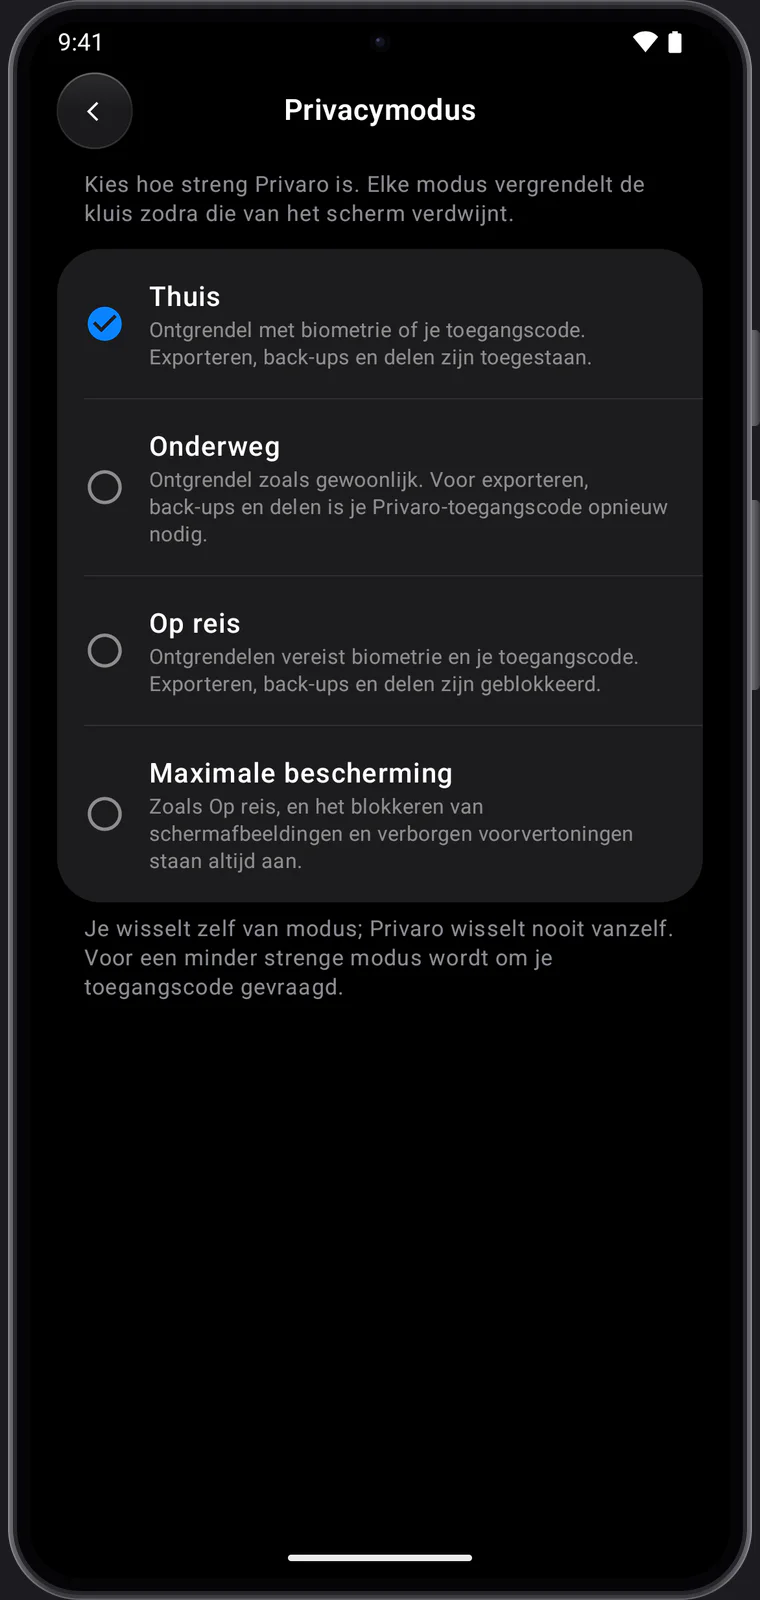 9:41
Privacymodus
Kies hoe streng Privaro is. Elke modus vergrendelt de
kluis zodra die van het scherm verdwijnt.
Thuis
Ontgrendel met biometrie of je toegangscode.
Exporteren, back-ups en delen zijn toegestaan.
Onderweg
Ontgrendel zoals gewoonlijk. Voor exporteren,
back-ups en delen is je Privaro-toegangscode opnieuw
nodig.
Op reis
Ontgrendelen vereist biometrie en je toegangscode.
Exporteren, back-ups en delen zijn geblokkeerd.
Maximale bescherming
Zoals Op reis, en het blokkeren van
schermafbeeldingen en verborgen voorvertoningen
staan altijd aan.
Je wisselt zelf van modus; Privaro wisselt nooit vanzelf.
Voor een minder strenge modus wordt om je
toegangscode gevraagd.